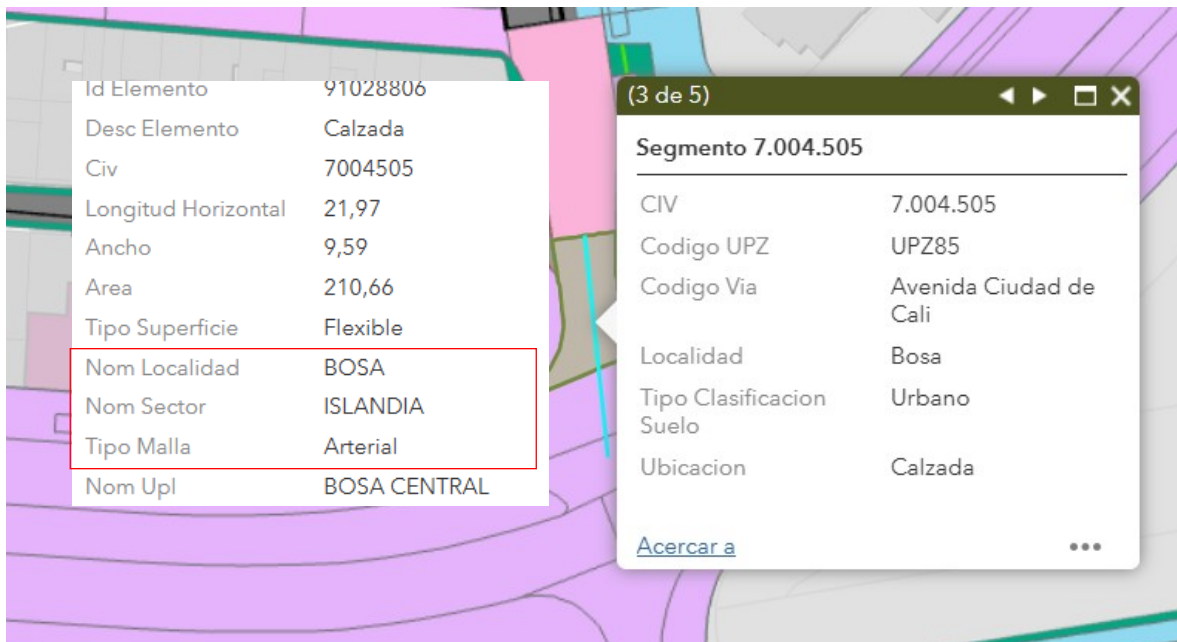 Id Elemento 91028806
Desc Elemento Calzada
Civ 7004505
Longitud Horizontal 21,97
Ancho 9,59
Area 210,66
Tipo Superficie Flexible
Nom Localidad BOSA
Nom Sector ISLANDIA
Tipo Malla Arterial
Nom Upl BOSA CENTRAL
(3 de 5)
Segmento 7.004.505
CIV 7.004.505
Codigo UPZ UPZ85
Codigo Via Avenida Ciudad de
Cali
Localidad Bosa
Tipo Clasificacion Urbano
Suelo
Ubicacion Calzada
Acercar a